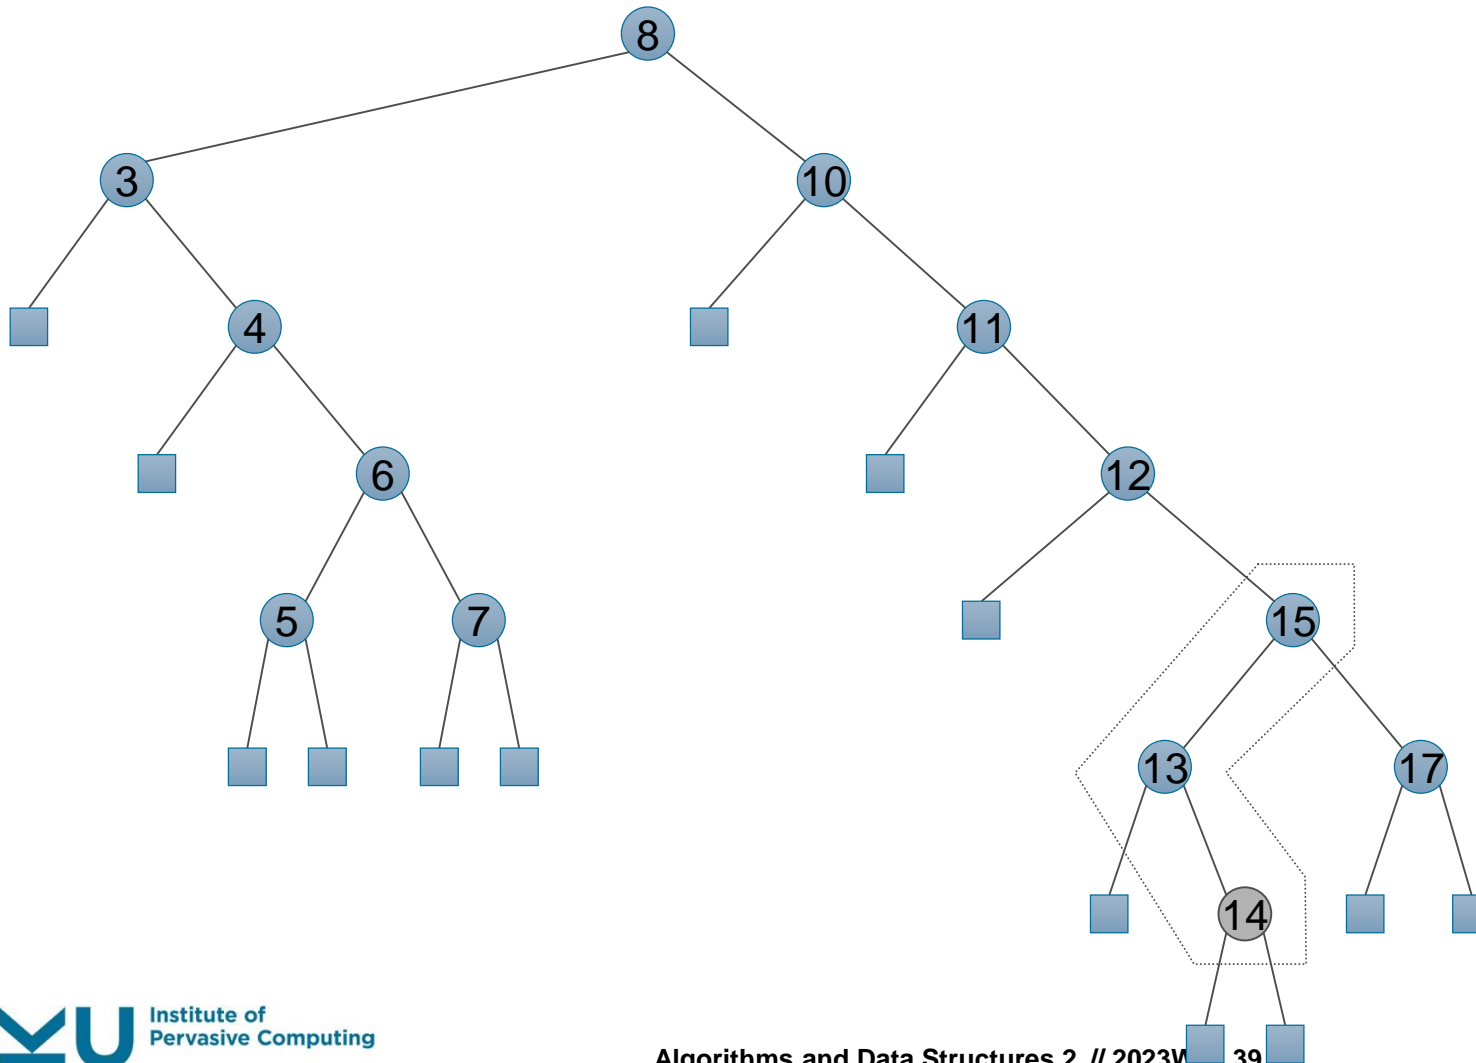 8
3 10
4 11
6 12
5 7 15
13 17
14
Institute of
Pervasive Computing
Algorithms and Data Structures 2 // 2023W 39